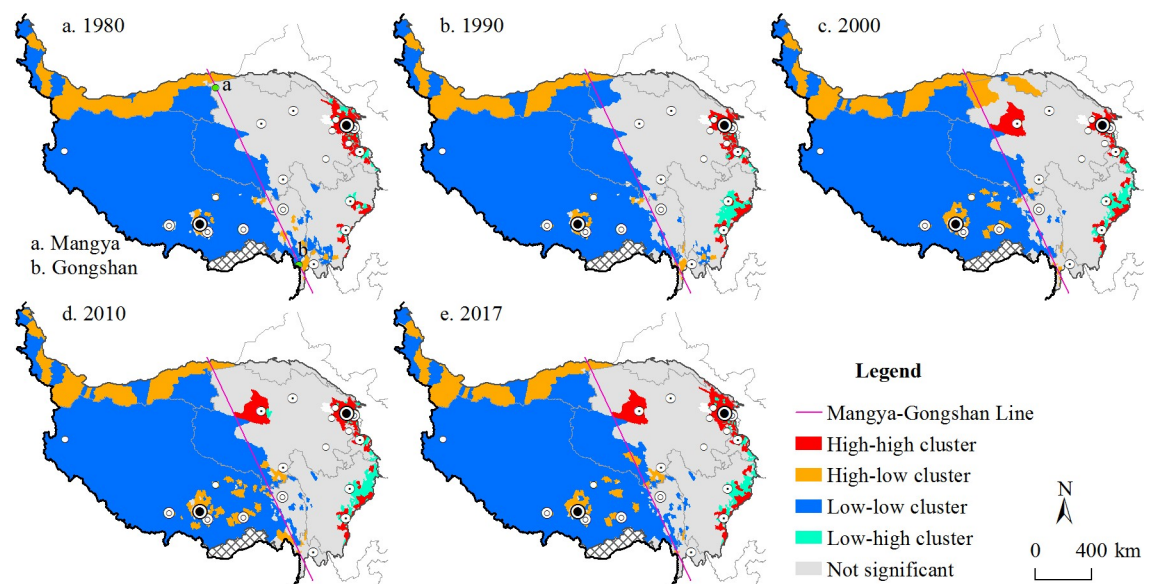 a. 1980
b. 1990
c. 2000
a
b
a. Mangya
b. Gongshan
d. 2010
e. 2017
Legend
Mangya-Gongshan Line
High-high cluster
High-low cluster
Low-low cluster
Low-high cluster
Not significant
N
0 400 km